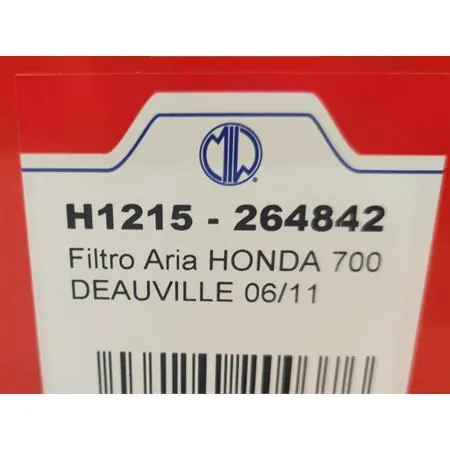 MIW
H1215 - 264842
Filtro Aria HONDA 700
DEAUVILLE 06/11